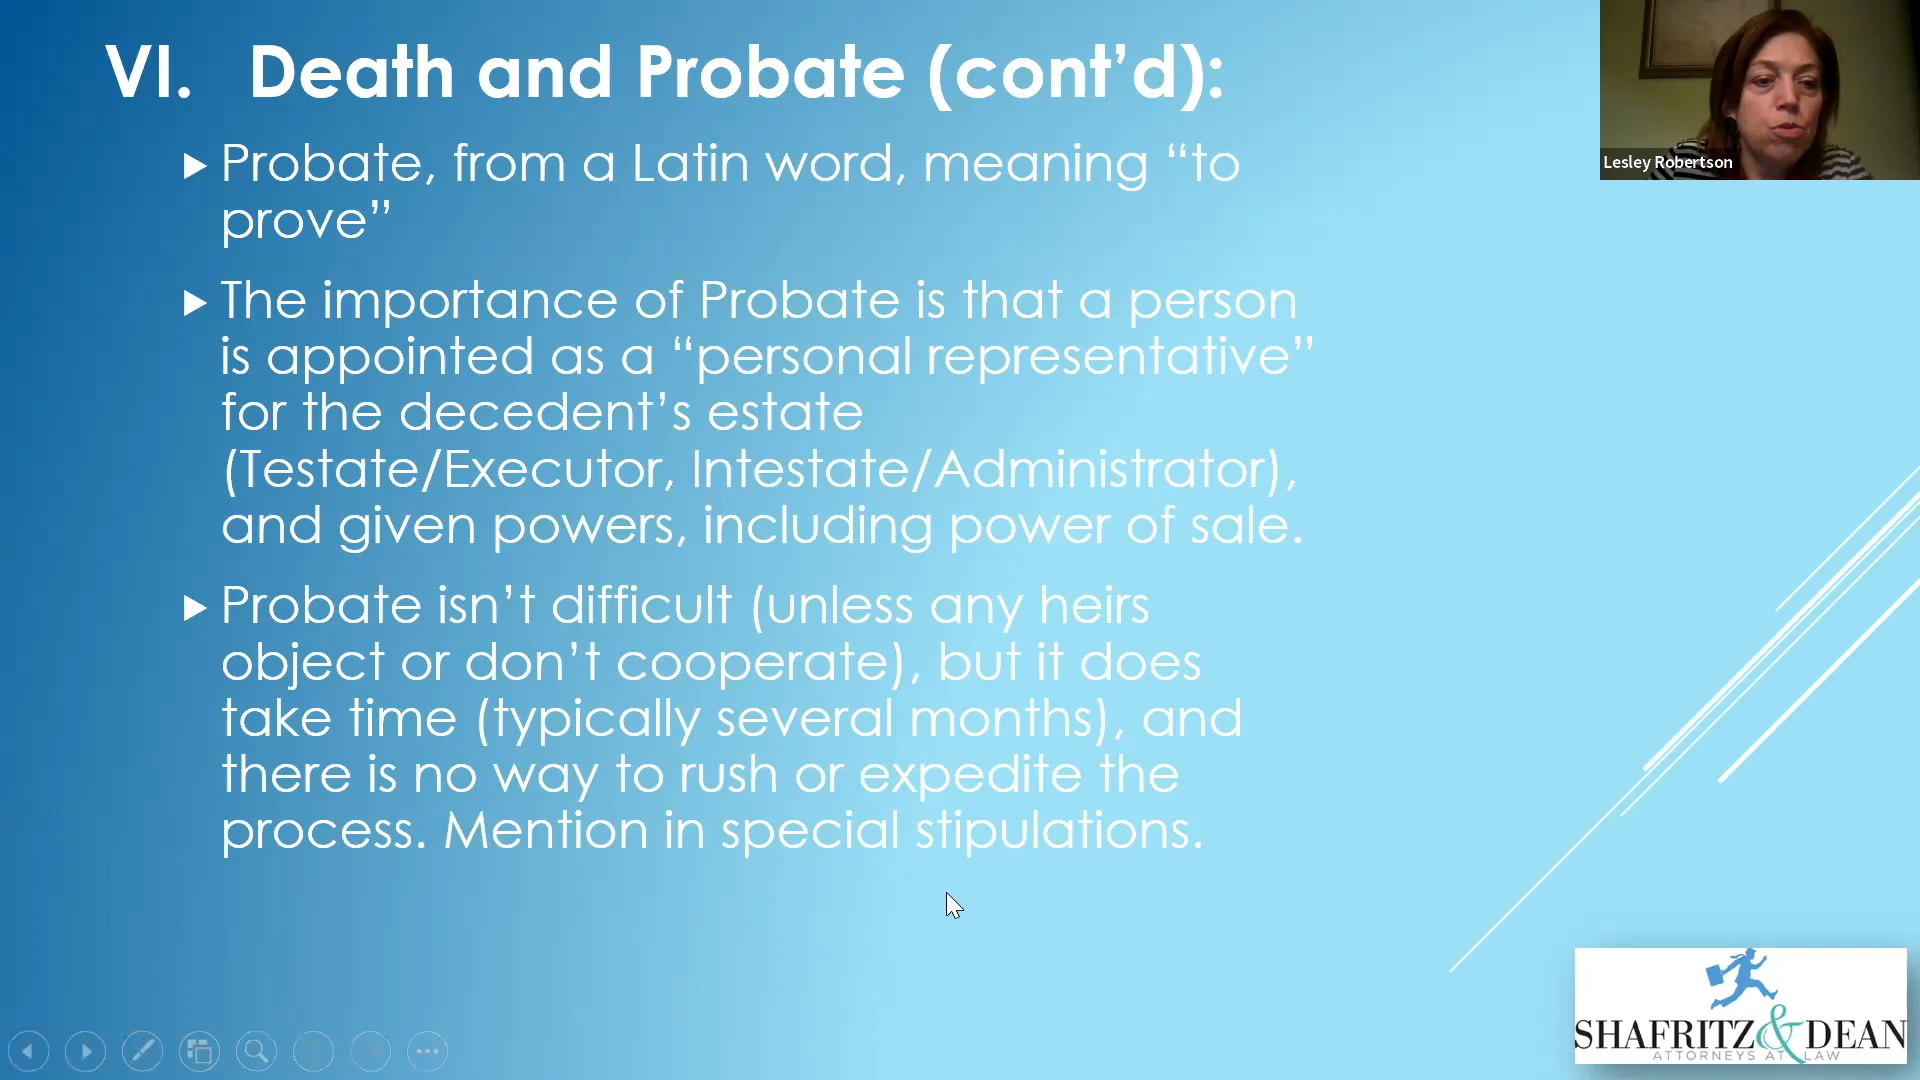 VI. Death and Probate (cont’d):
Probate, from a Latin word, meaning “to
prove”
The importance of Probate is that a person
is appointed as a “personal representative”
for the decedent’s estate
(Testate/Executor, Intestate/Administrator),
and given powers, including power of sale.
Probate isn’t difficult (unless any heirs
object or don’t cooperate), but it does
take time (typically several months), and
there is no way to rush or expedite the
process. Mention in special stipulations.
Lesley Robertson
SHAFRITZ & DEAN
ATTORNEYS AT LAW